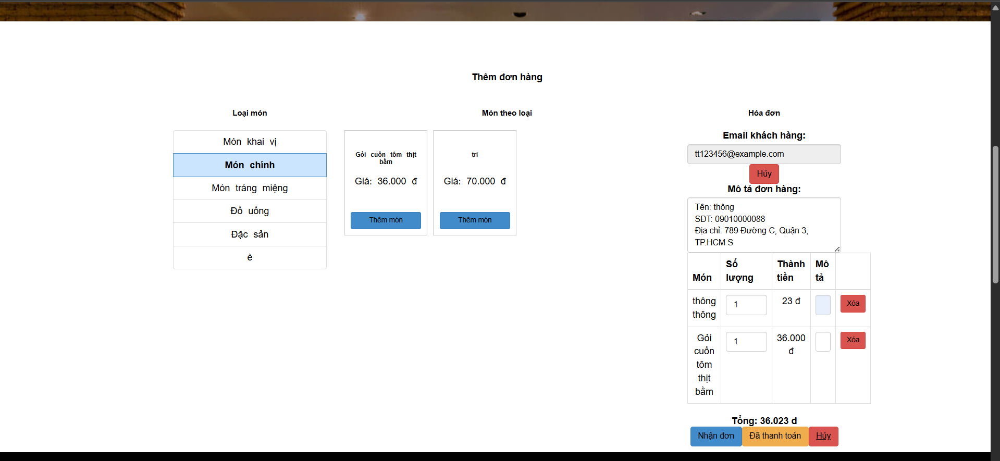 Thêm đơn hàng
Loại món
Món khai vị
Món chính
Món tráng miệng
Đồ uống
Đặc sản
è
Món theo loại
Gỏi cuốn tôm thịt
bằm
Giá: 36.000 đ
Thêm món
tri
Giá: 70.000 đ
Thêm món
Hóa đơn
Email khách hàng:
tt123456@example.com
Hủy
Mô tả đơn hàng:
Tên: thông
SĐT: 09010000088
Địa chỉ: 789 Đường C, Quận 3,
TP.HCM S
Món
Số
lượng
Thành
tiền
Mô
tả
thông
thông
1
23 đ
Xóa
Gỏi
cuốn
tôm
thịt
bằm
1
36.000
đ
Xóa
Tổng: 36.023 đ
Nhận đơn
Đã thanh toán
Hủy